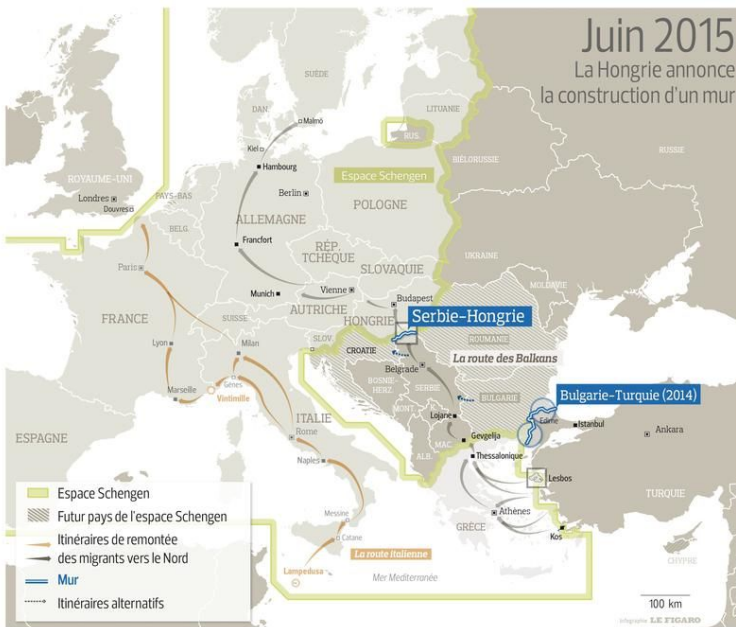 Juin 2015
La Hongrie annonce
la construction d'un mur
SUÈDE
DAN.
Malmö
LITUANIE
RUS.
RUSSIE
Kiel
BIÉLORUSSIE
Hambourg
ROYAUME-UNI
Londres
Douvres
PAYS-BAS
Berlin
Espace Schengen
POLOGNE
ALLEMAGNE
BELG.
Francfort
RÉP.
TCHÈQUE
UKRAINE
Paris
SLOVAQUIE
Munich
Vienne
Budapest
MOLDAVIE
FRANCE
SUISSE
AUTRICHE
HONGRIE
Serbie-Hongrie
SLOV.
ROUMANIE
Lyon
Milan
CROATIE
La route des Balkans
Belgrade
Gênes
BOSNIE-
HERZ.
SERBIE
Marseille
Vintimille
BULGARIE
Bulgarie-Turquie (2014)
MONT.
K.
Lojane
ITALIE
Edirne
Istanbul
ESPAGNE
Rome
MAC.
Gevgelija
Ankara
ALB.
Thessalonique
Naples
Lesbos
TURQUIE
Athènes
GRÈCE
Messine
Kos
Catane
La route italienne
CHYPRE
Lampedusa
Mer Mediterranée
Espace Schengen
Futur pays de l'espace Schengen
Itinéraires de remontée
des migrants vers le Nord
Mur
Itinéraires alternatifs
100 km
infographie LE FIGARO